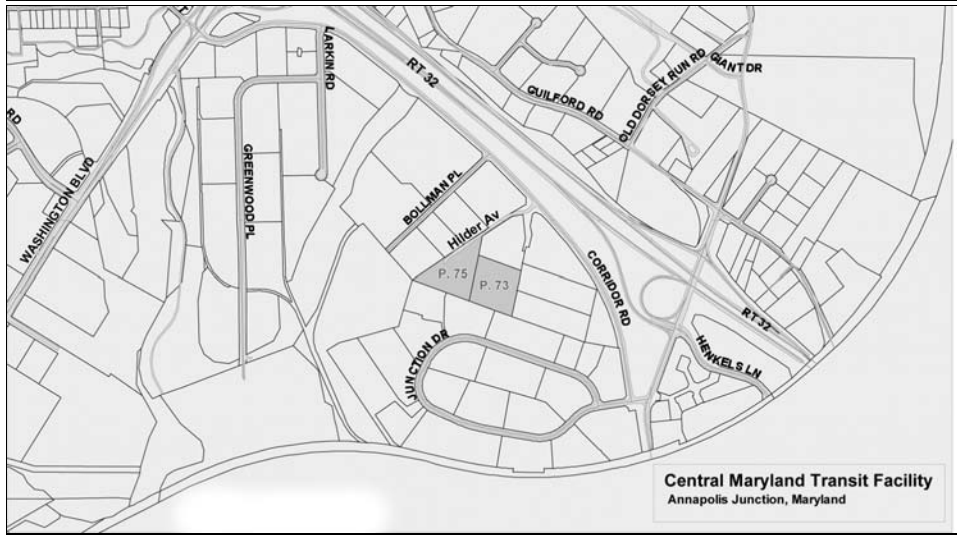 RD
LARKIN RD
RT 32
GUILFORD RD
OLD DORSEY RUN RD
GIANT DR
WASHINGTON BLVD
GREENWOOD PL
BOLLMAN PL
Hilder Av
P. 75
P. 73
CORRIDOR RD
RT 32
HENKELS LN
JUNCTION DR
Central Maryland Transit Facility
Annapolis Junction, Maryland